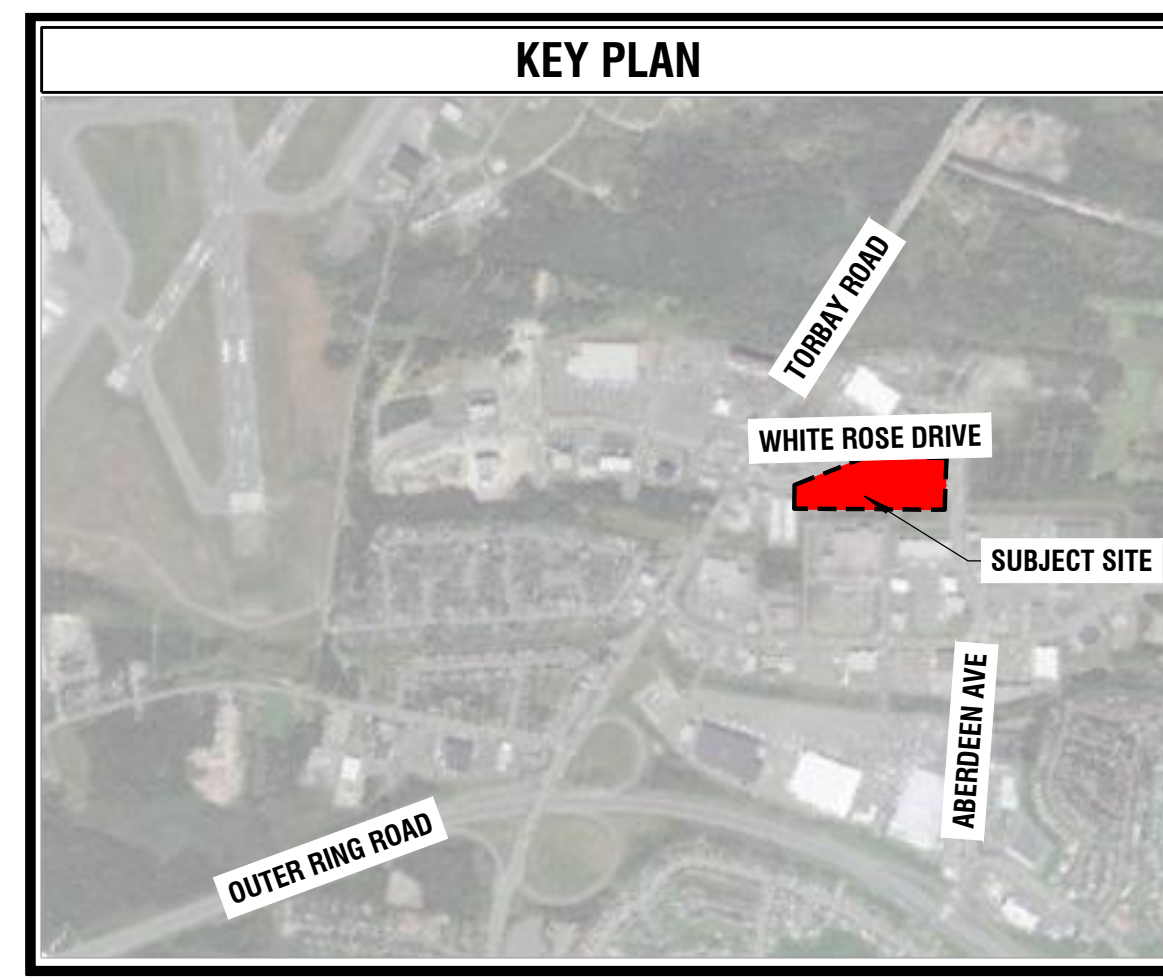 KEY PLAN
TORBAY ROAD
WHITE ROSE DRIVE
SUBJECT SITE
ABERDEEN AVE
OUTER RING ROAD